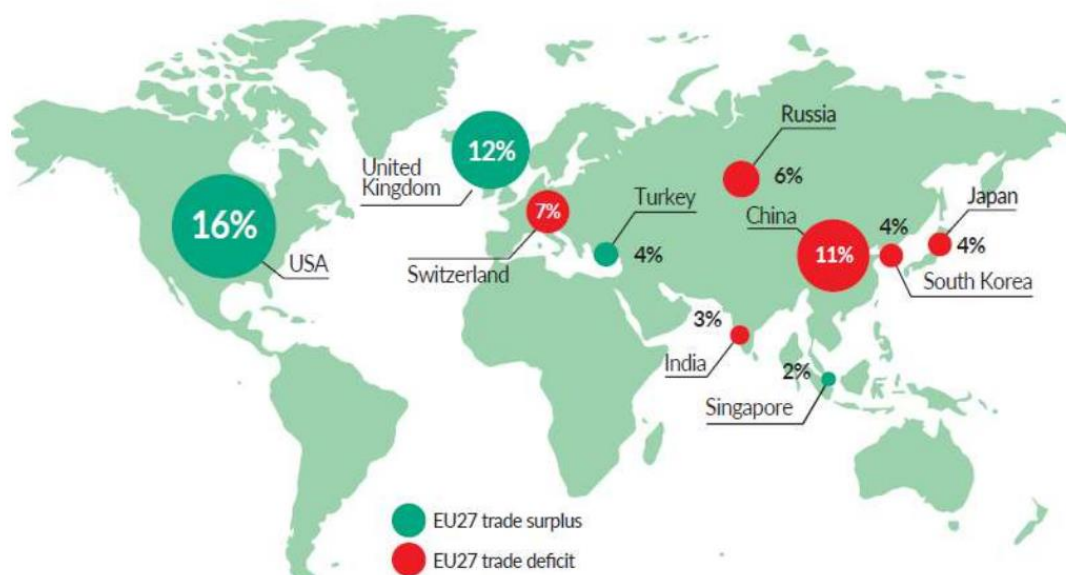 Russia
6%
United
Kingdom
12%
Turkey
4%
7%
Switzerland
16%
USA
China
11%
4%
South Korea
Japan
4%
3%
India
2%
Singapore
EU27 trade surplus
EU27 trade deficit